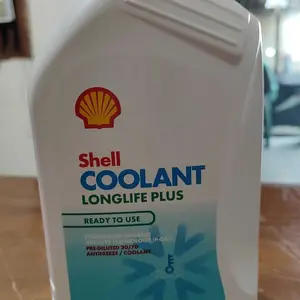 Shell
COOLANT
LONGLIFE PLUS
READY TO USE
PRE-DILUTED 30/70
ANTIFREEZE / COOLANT